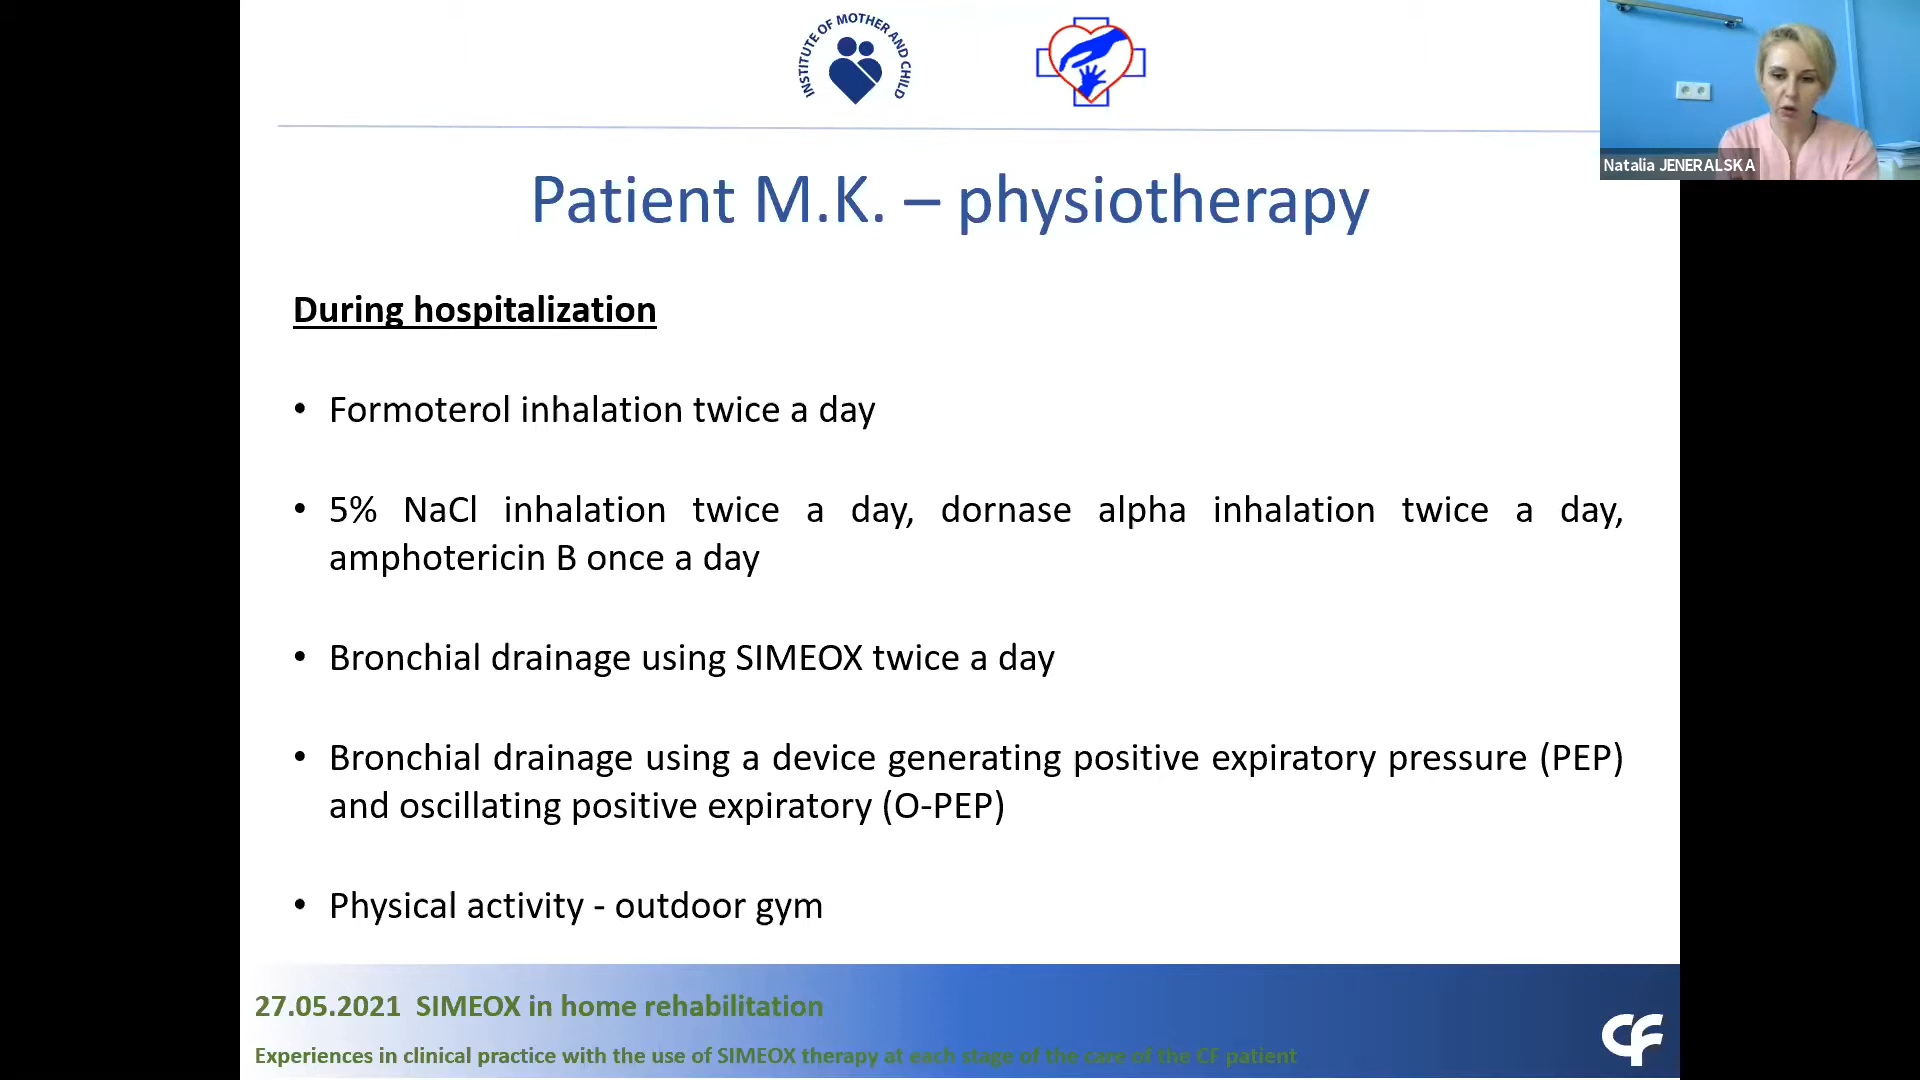 INSTITUTE OF MOTHER AND CHILD
Natalia JENERALSKA
Patient M.K. – physiotherapy
During hospitalization
• Formoterol inhalation twice a day
• 5% NaCl inhalation twice a day, dornase alpha inhalation twice a day,
amphotericin B once a day
• Bronchial drainage using SIMEOX twice a day
• Bronchial drainage using a device generating positive expiratory pressure (PEP)
and oscillating positive expiratory (O-PEP)
• Physical activity - outdoor gym
27.05.2021 SIMEOX in home rehabilitation
Experiences in clinical practice with the use of SIMEOX therapy at each stage of the care of the CF patient
CF